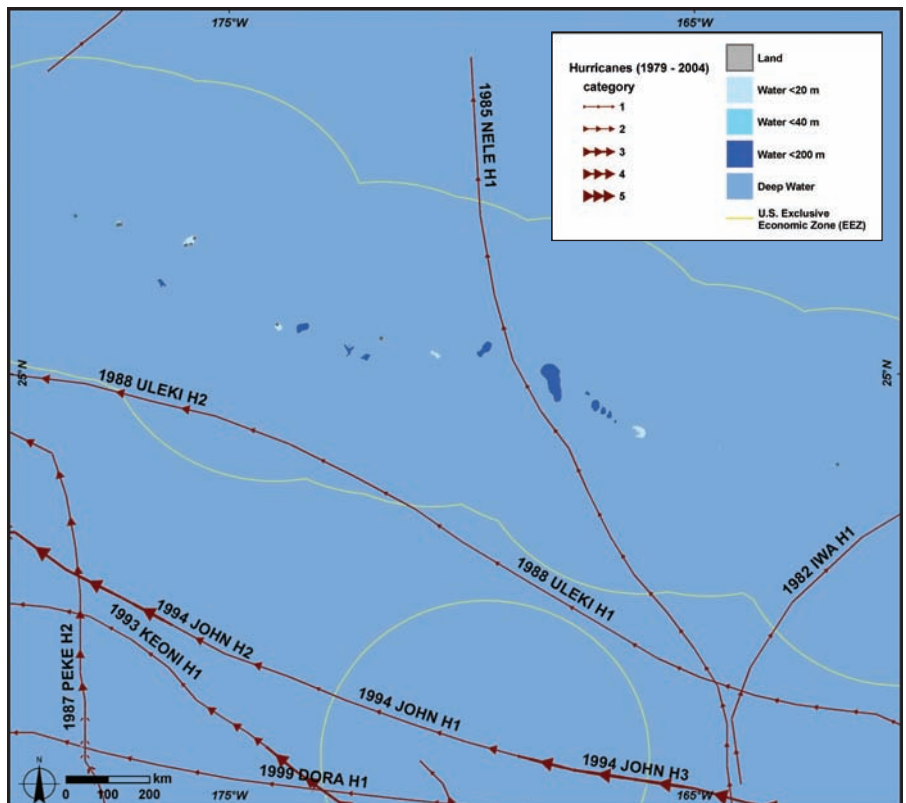 175°W
165°W
Hurricanes (1979 - 2004)
category
1
2
3
4
5
Land
Water <20 m
Water <40 m
Water <200 m
Deep Water
U.S. Exclusive
Economic Zone (EEZ)
1985 NELE H1
25°N
25°N
1988 ULEKI H2
1988 ULEKI H1
1982 IWA H1
1994 JOHN H2
1993 KEONI H1
1987 PEKE H2
1994 JOHN H1
1994 JOHN H3
1999 DORA H1
N
km
0 100 200
175°W
165°W